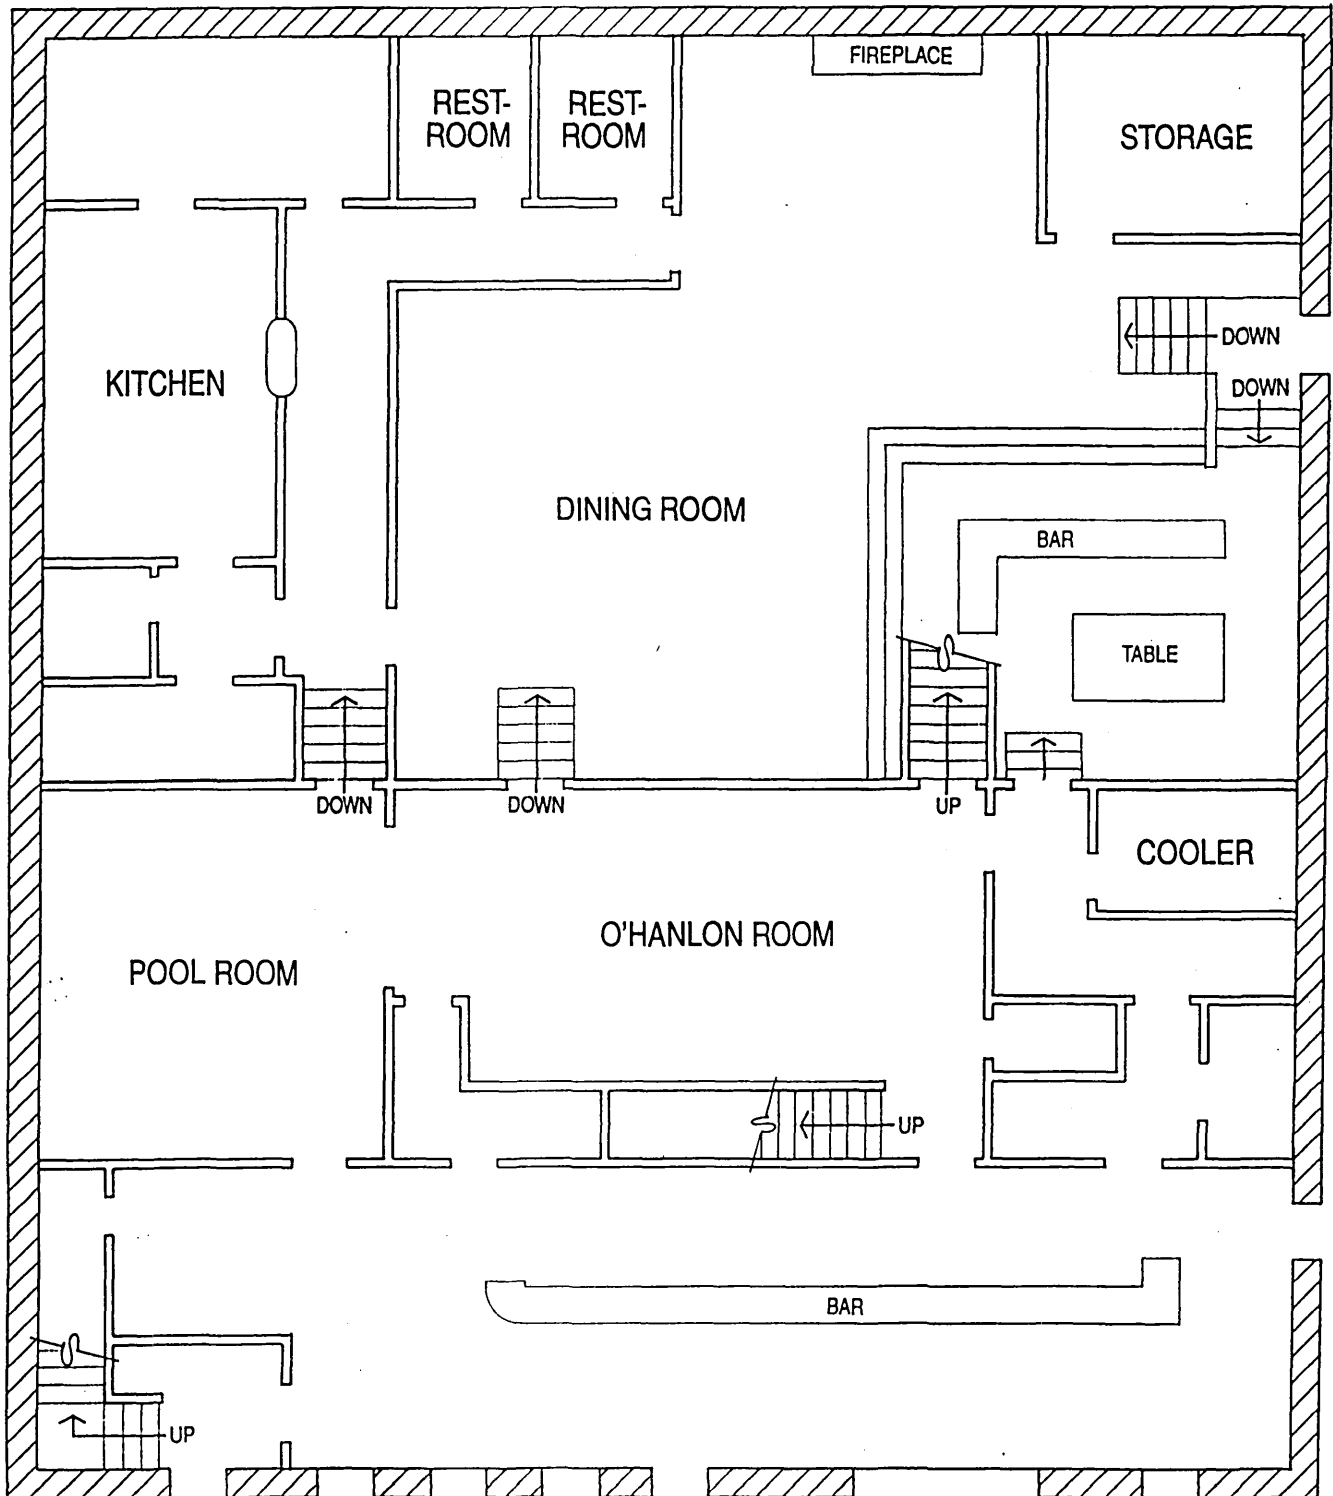 FIREPLACE
REST-
ROOM
REST-
ROOM
STORAGE
DOWN
DOWN
KITCHEN
DINING ROOM
BAR
TABLE
DOWN
DOWN
UP
COOLER
O'HANLON ROOM
POOL ROOM
UP
BAR
UP